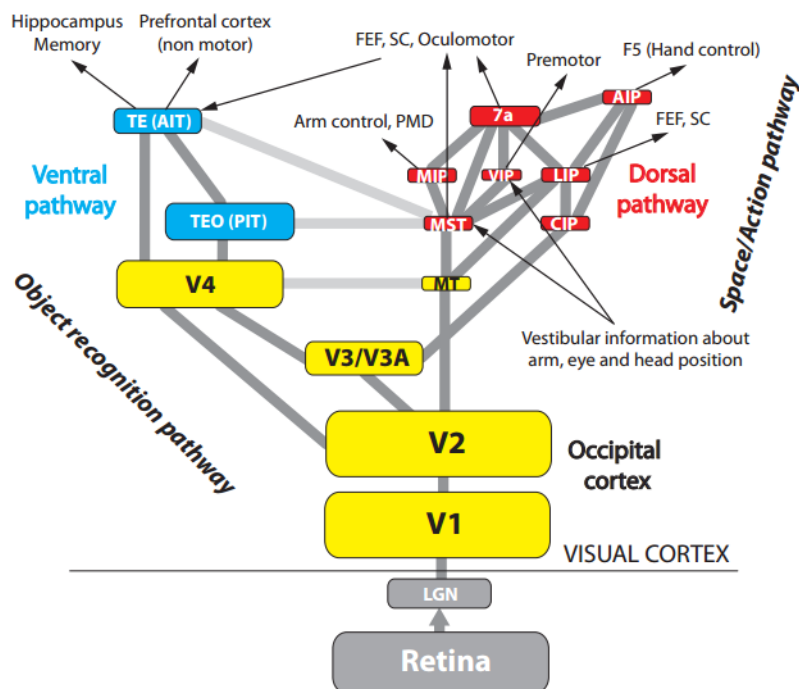 Hippocampus
Memory
Prefrontal cortex
(non motor)
FEF, SC, Oculomotor
Premotor
F5 (Hand control)
TE (AIT)
7a
AIP
Arm control, PMD
FEF, SC
MIP
VIP
LIP
Ventral
pathway
Dorsal
pathway
TEO (PIT)
MST
CIP
Space/Action pathway
V4
MT
Object recognition pathway
V3/V3A
Vestibular information about
arm, eye and head position
V2
Occipital
cortex
V1
VISUAL CORTEX
LGN
Retina